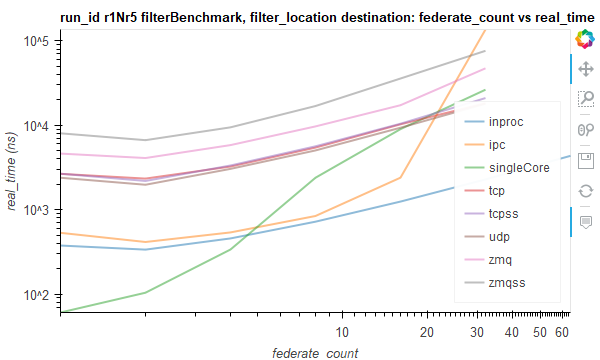 run_id r1Nr5 filterBenchmark, filter_location destination: federate_count vs real_time
10^5
10^4
10^3
10^2
real_time (ns)
inproc
ipc
singleCore
tcp
tcpss
udp
zmq
zmqss
10 20 30 40 50 60
federate_count